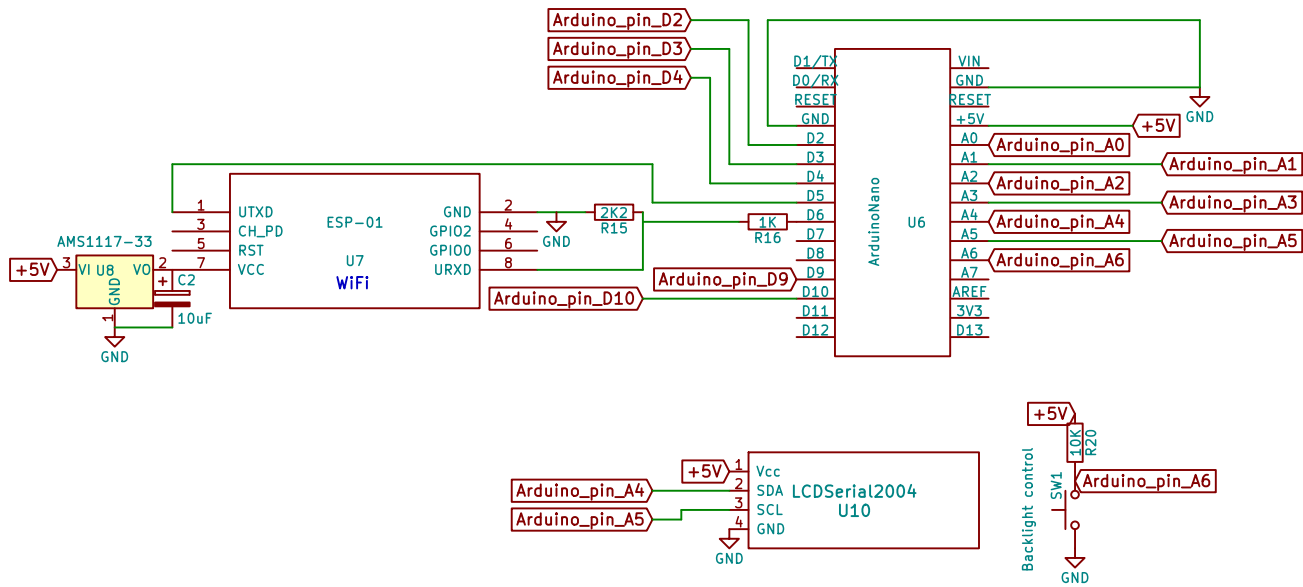 Arduino_pin_D2
Arduino_pin_D3
Arduino_pin_D4
D1/TX
D0/RX
RESET
GND
D2
D3
D4
D5
D6
D7
D8
D9
D10
D11
D12
ArduinoNano
U6
VIN
GND
RESET
+5V
A0
A1
A2
A3
A4
A5
A6
A7
AREF
3V3
D13
GND
+5V
Arduino_pin_A0
Arduino_pin_A1
Arduino_pin_A2
Arduino_pin_A3
Arduino_pin_A4
Arduino_pin_A5
Arduino_pin_A6
1 UTXD
3 CH_PD
5 RST
7 VCC
ESP-01
U7
WiFi
GND 2
GPIO2 4
GPIO0 6
URXD 8
GND
2K2
R15
1K
R16
Arduino_pin_D9
Arduino_pin_D10
AMS1117-33
+5V
3 VI U8 VO 2
GND
1
+ C2
10uF
GND
Arduino_pin_A4
Arduino_pin_A5
+5V
1 Vcc
2 SDA
3 SCL
4 GND
GND
LCDSerial2004
U10
+5V
10K
R20
Arduino_pin_A6
SW1
Backlight control
GND